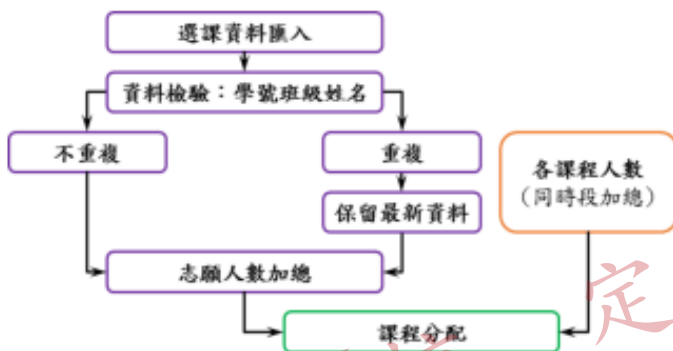 選課資料匯入
資料檢驗：學號班級姓名
不重複
重複
各課程人數
（同時段加總）
保留最新資料
志願人數加總
課程分配
定